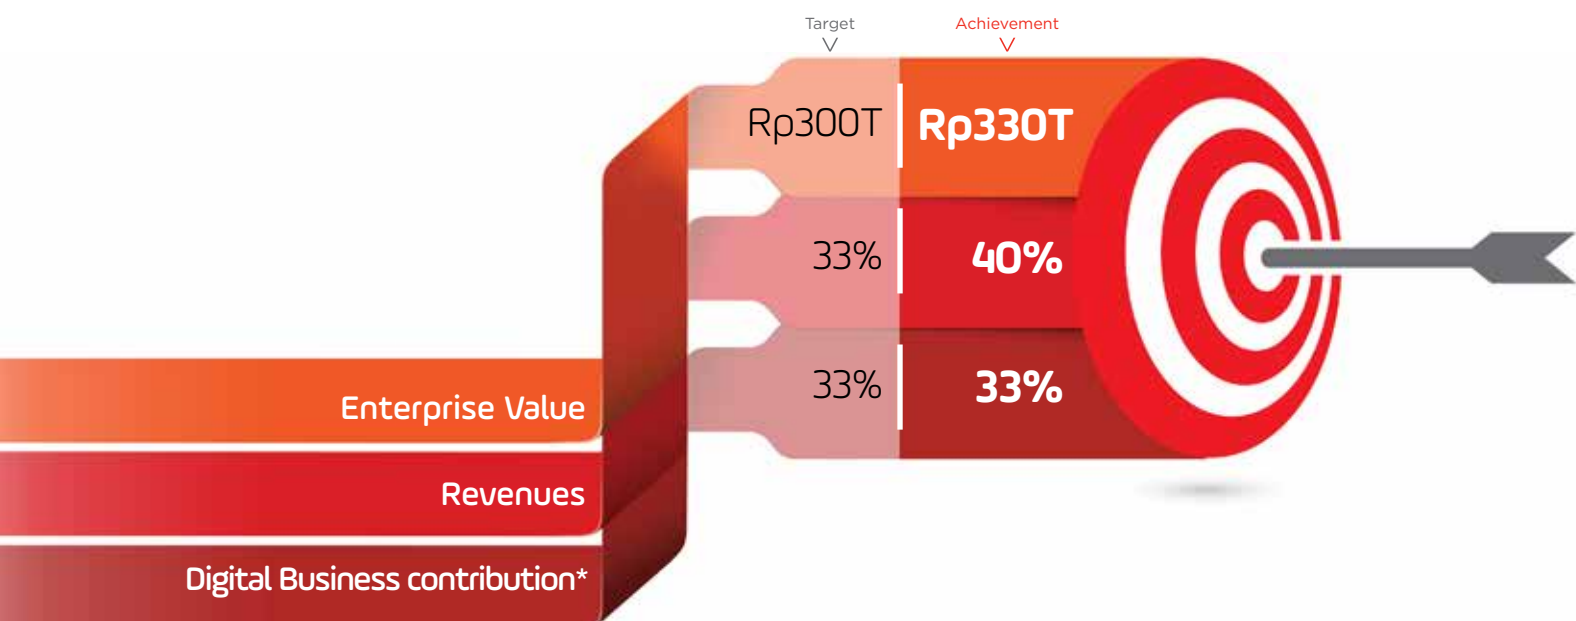 Target
Achievement
Rp300T
Rp330T
33%
40%
33%
33%
Enterprise Value
Revenues
Digital Business contribution*